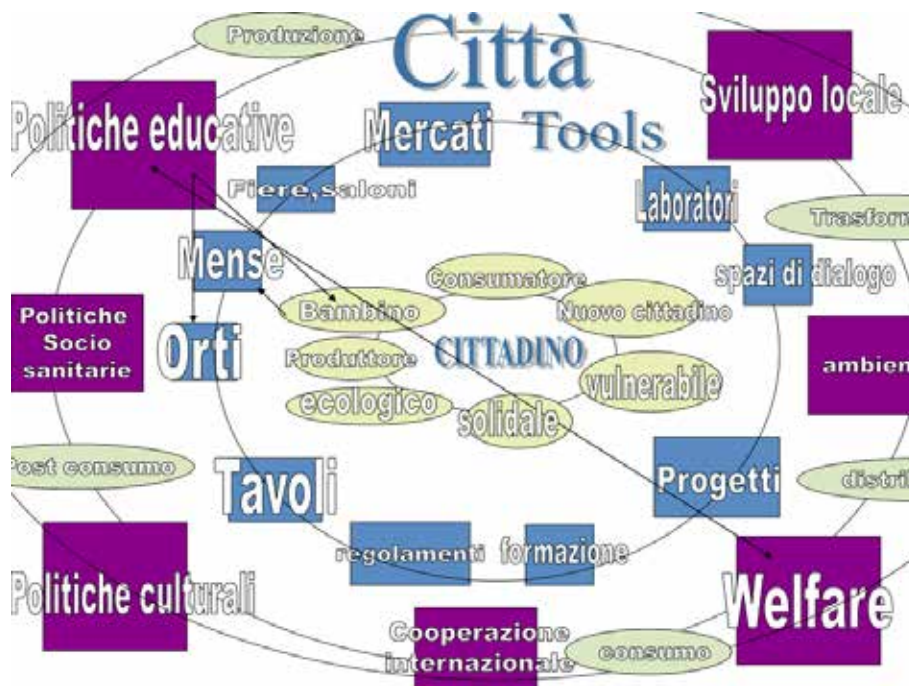 Produzione
Città
Sviluppo locale
Politiche educative
Mercati
Tools
Fiere,saloni
Laboratori
Mense
Consumatore
spazi di dialogo
Bambino
Nuovo cittadino
Politiche
Socio
sanitarie
Orti
Produttore
CITTADINO
vulnerabile
ecologico
solidale
Post consumo
Tavoli
Progetti
regolamenti
formazione
Politiche culturali
Welfare
Cooperazione
internazionale
consumo